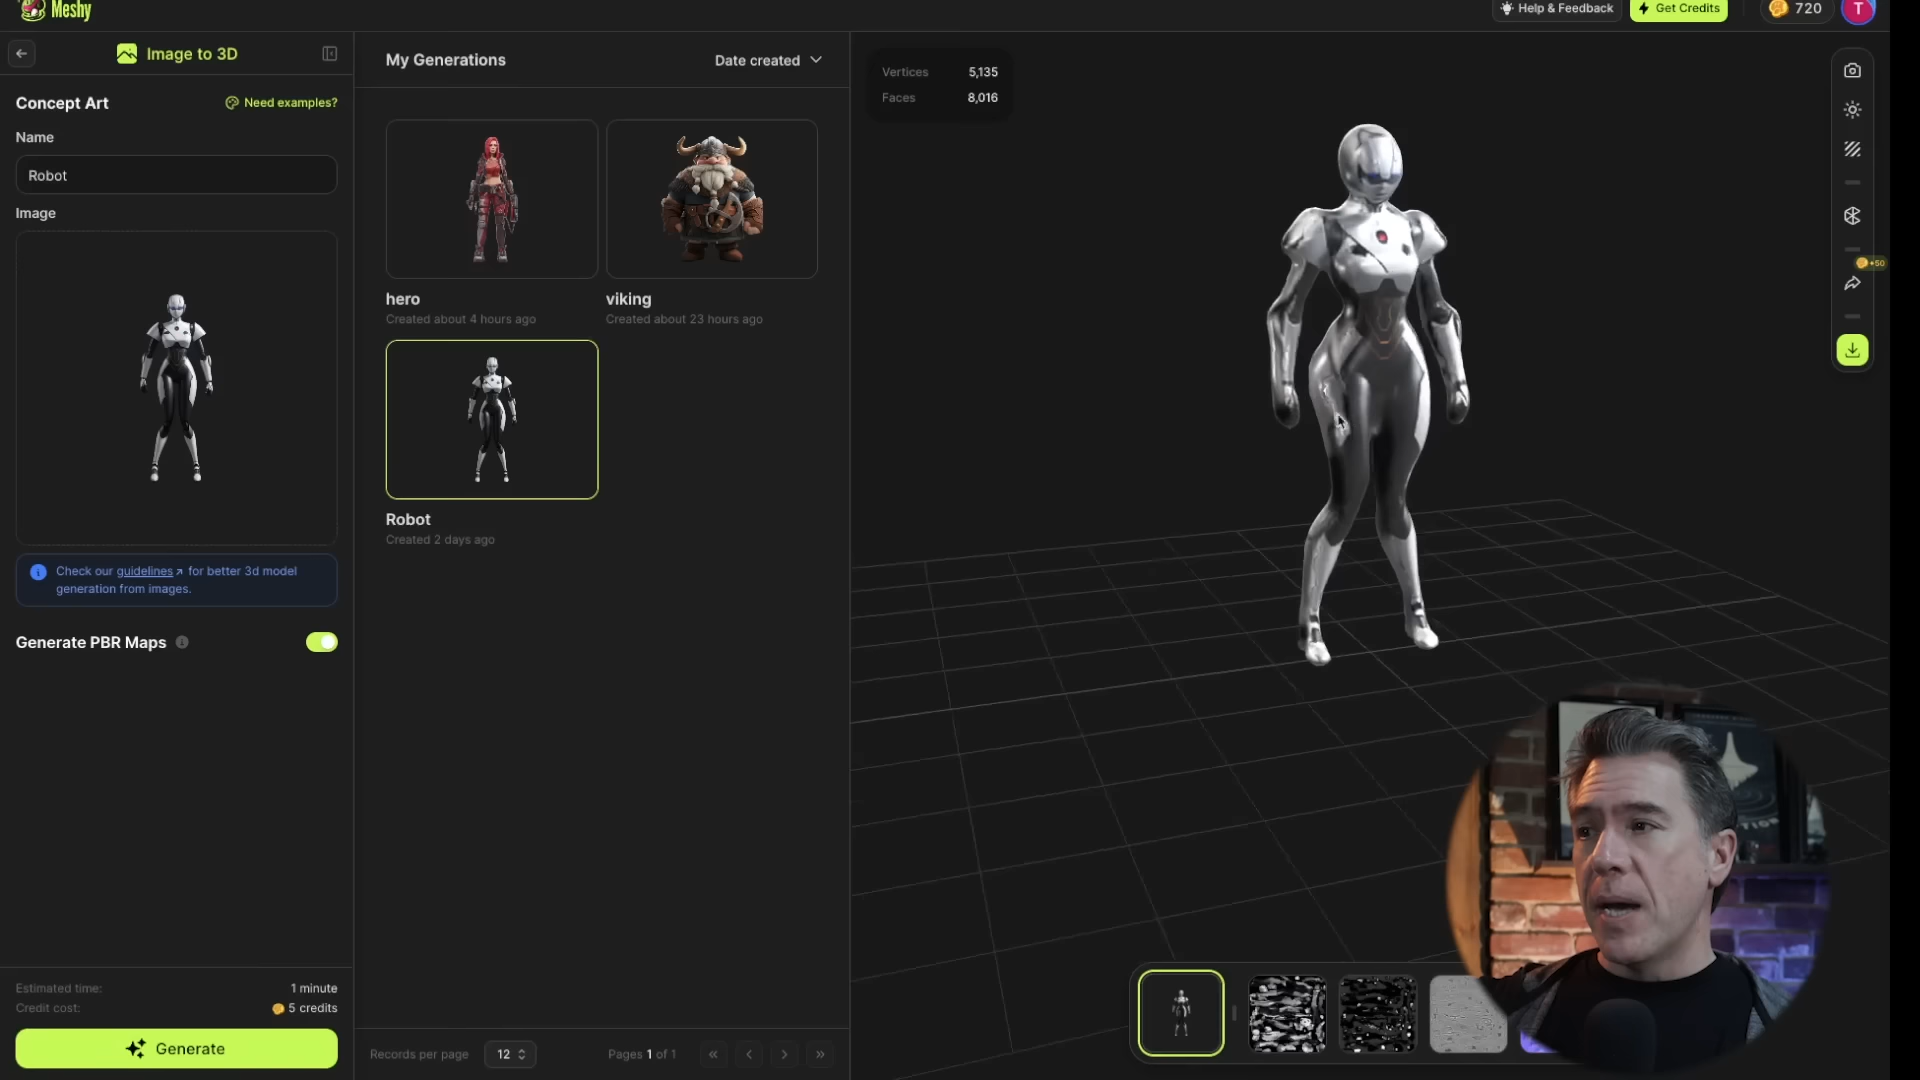 Meshy
Help & Feedback
Get Credits
720
T
Image to 3D
Concept Art
Need examples?
Name
Robot
Image
Check our guidelines for better 3d model
generation from images.
Generate PBR Maps
Estimated time:
1 minute
Credit cost:
5 credits
Generate
My Generations
Date created
hero
Created about 4 hours ago
viking
Created about 23 hours ago
Robot
Created 2 days ago
Records per page
12
Pages 1 of 1
Vertices 5,135
Faces 8,016
+50